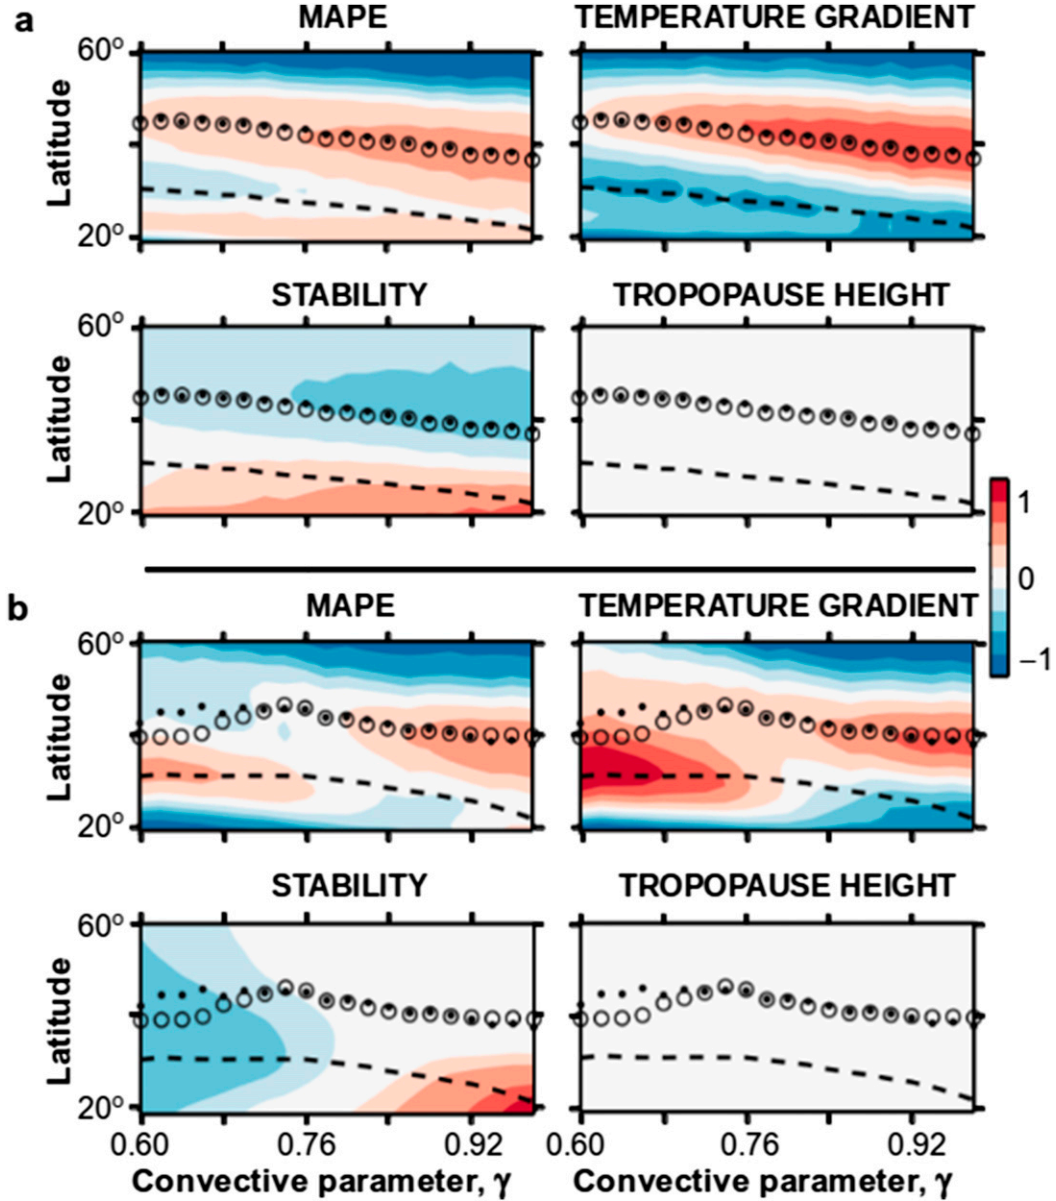 a
MAPE TEMPERATURE GRADIENT
60°
Latitude
20°
STABILITY TROPOPAUSE HEIGHT
60°
Latitude
20°
1
0
−1
b
MAPE TEMPERATURE GRADIENT
60°
Latitude
20°
STABILITY TROPOPAUSE HEIGHT
60°
Latitude
20°
0.60 0.76 0.92 0.60 0.76 0.92
Convective parameter, γ Convective parameter, γ